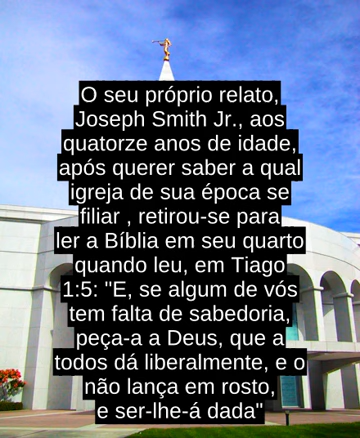 O seu próprio relato,
Joseph Smith Jr., aos
quatorze anos de idade,
após querer saber a qual
igreja de sua época se
filiar , retirou-se para
ler a Bíblia em seu quarto
quando leu, em Tiago
1:5: "E, se algum de vós
tem falta de sabedoria,
peça-a a Deus, que a
todos dá liberalmente, e o
não lança em rosto,
e ser-lhe-á dada"